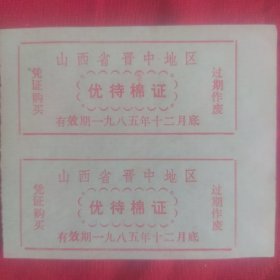 山西省晋中地区
凭证购买
优待棉证
过期作废
有效期一九八五年十二月底
山西省晋中地区
凭证购买
优待棉证
过期作废
有效期一九八五年十二月底